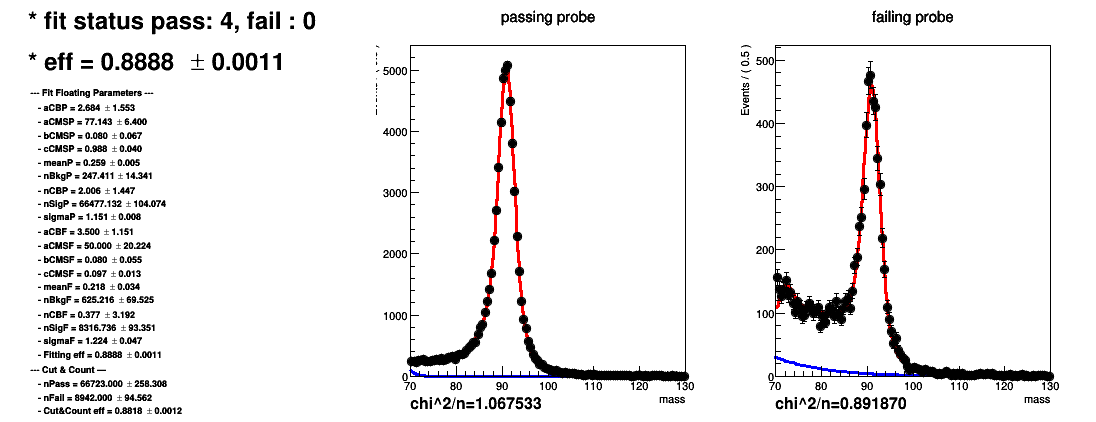 * fit status pass: 4, fail : 0
* eff = 0.8888 ± 0.0011
--- Fit Floating Parameters ---
- aCBP = 2.684 ± 1.553
- aCMSP = 77.143 ± 6.400
- bCMSP = 0.080 ± 0.067
- cCMSP = 0.988 ± 0.040
- meanP = 0.259 ± 0.005
- nBkgP = 247.411 ± 14.341
- nCBP = 2.006 ± 1.447
- nSigP = 66477.132 ± 104.074
- sigmaP = 1.151 ± 0.008
- aCBF = 3.500 ± 1.151
- aCMSF = 50.000 ± 20.224
- bCMSF = 0.080 ± 0.055
- cCMSF = 0.097 ± 0.013
- meanF = 0.218 ± 0.034
- nBkgF = 625.216 ± 69.525
- nCBF = 0.377 ± 3.192
- nSigF = 8316.736 ± 93.351
- sigmaF = 1.224 ± 0.047
- Fitting eff = 0.8888 ± 0.0011
--- Cut & Count ---
- nPass = 66723.000 ± 258.308
- nFail = 8942.000 ± 94.562
- Cut&Count eff = 0.8818 ± 0.0012
passing probe
5000
4000
3000
2000
1000
0
70 80 90 100 110 120 130
mass
chi^2/n=1.067533
failing probe
Events / ( 0.5 )
500
400
300
200
100
0
70 80 90 100 110 120 130
mass
chi^2/n=0.891870